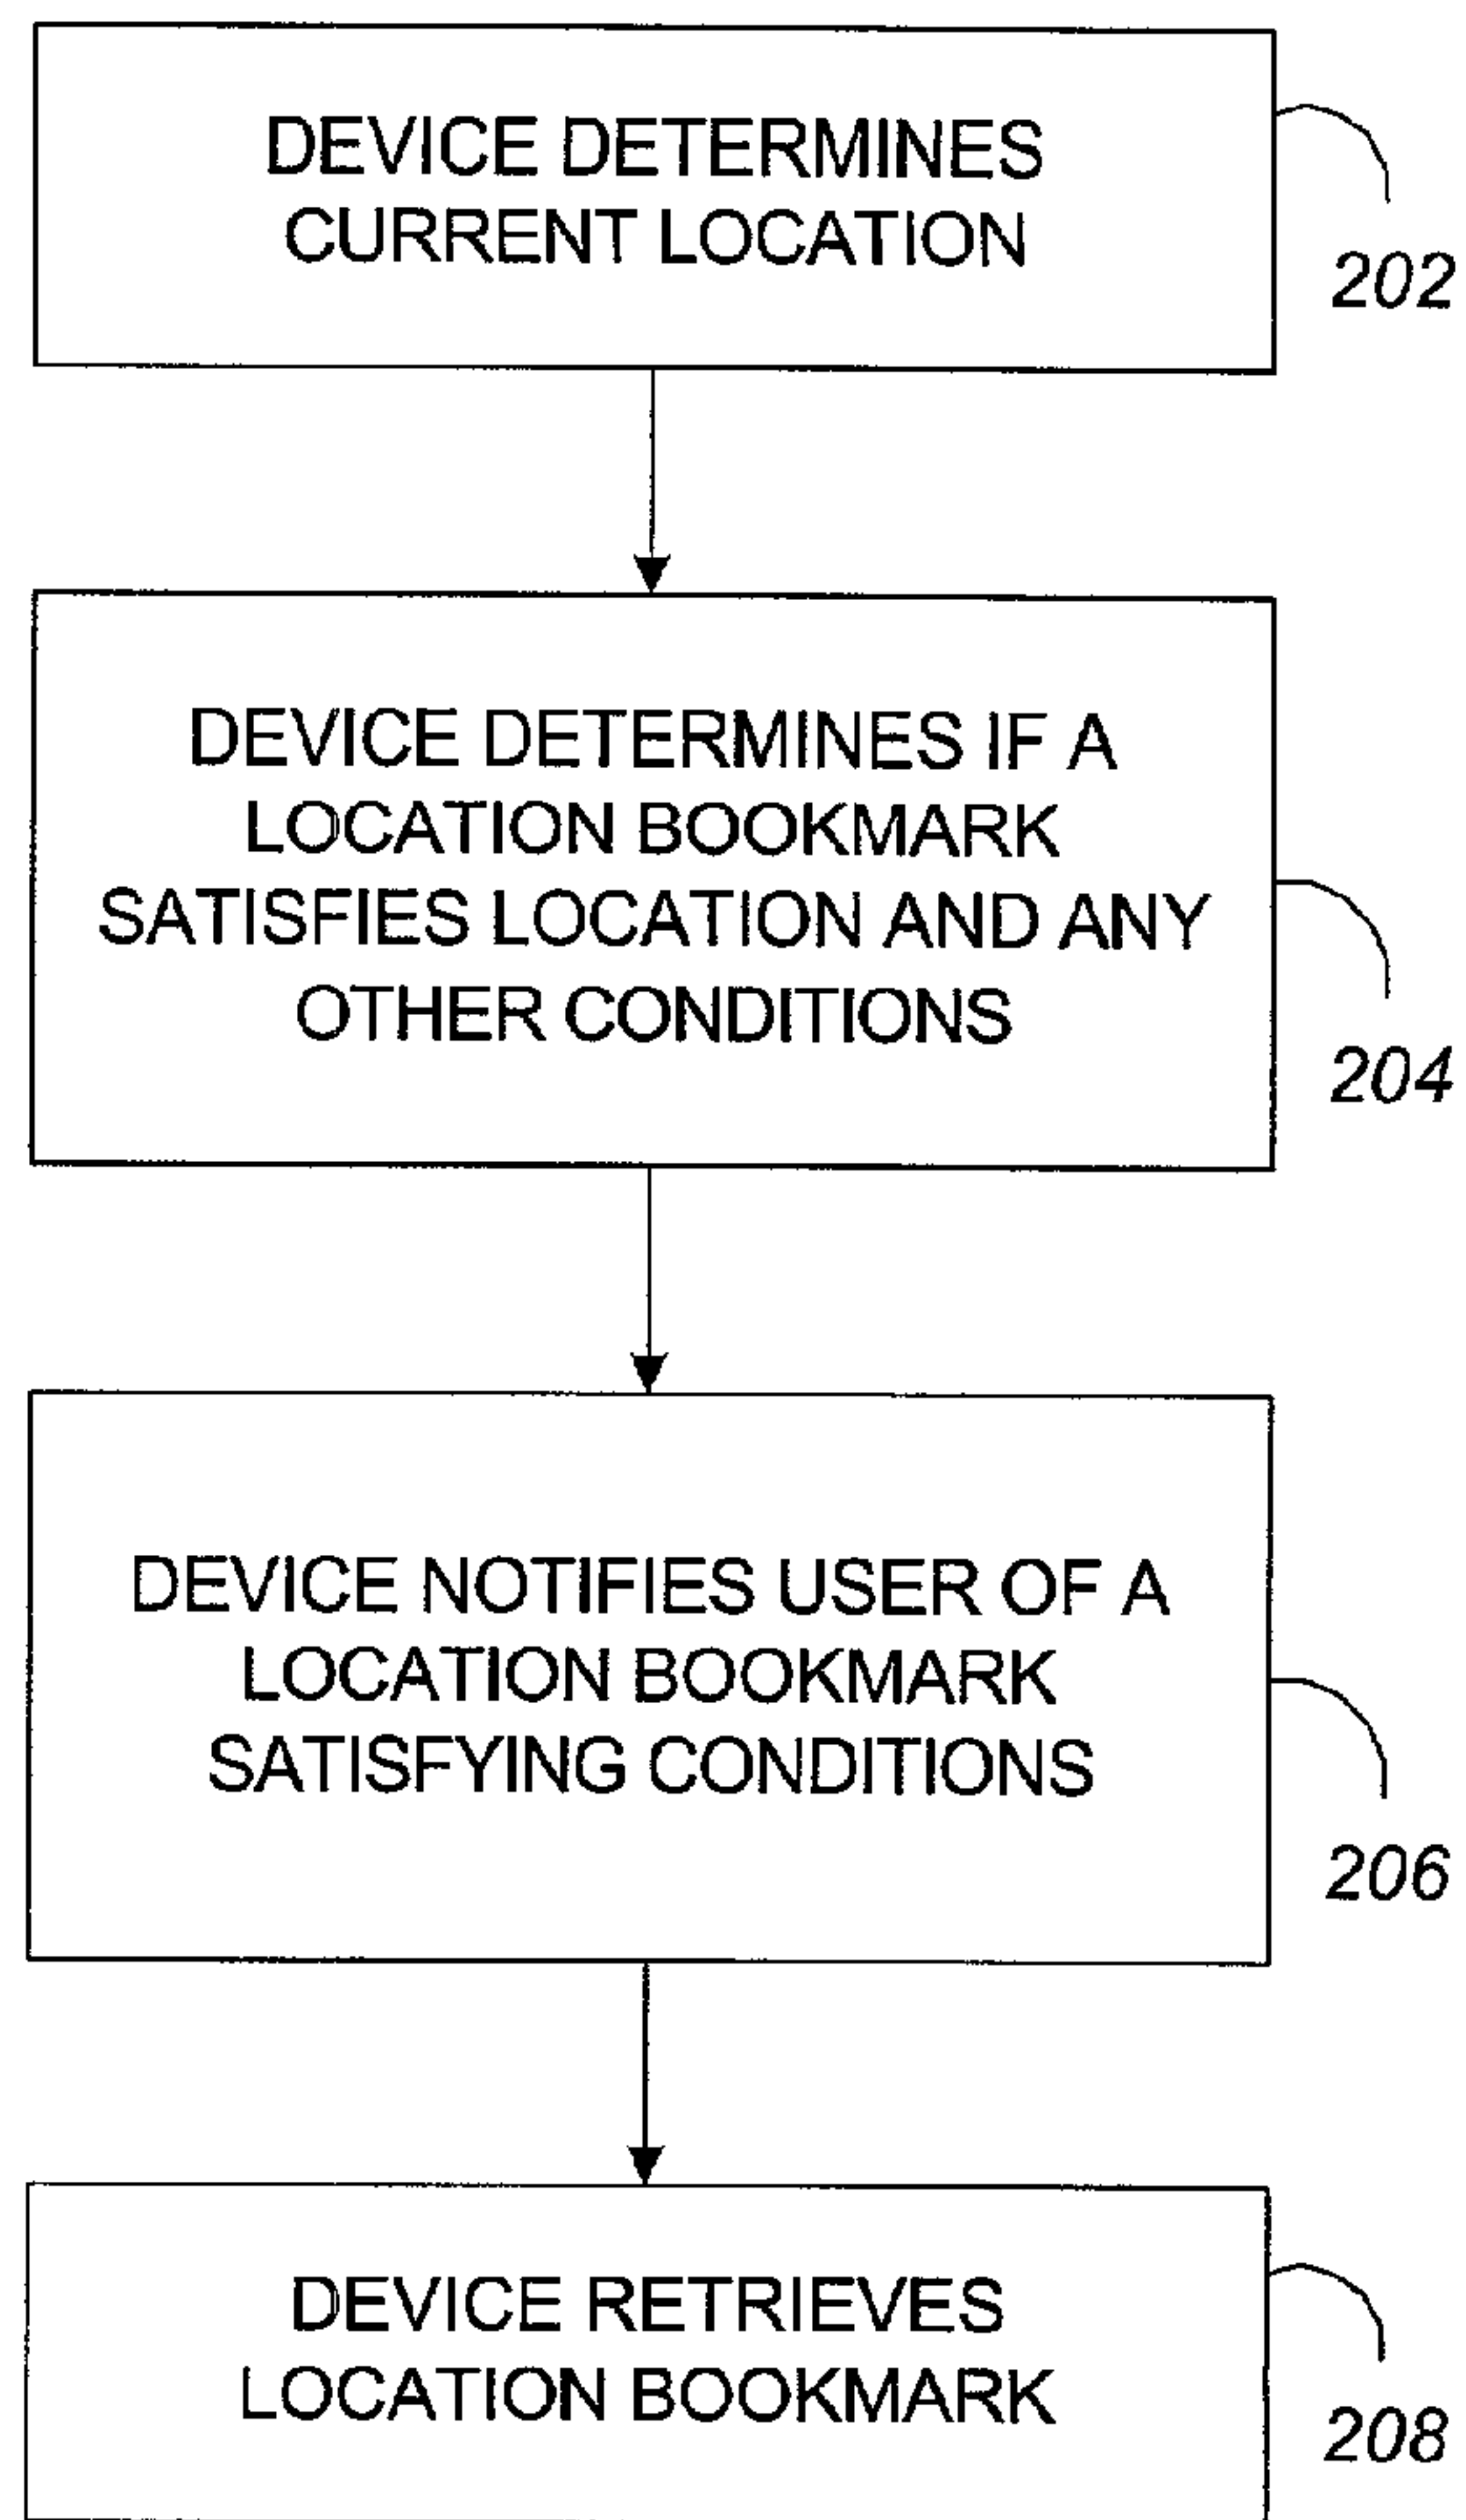 DEVICE DETERMINES
CURRENT LOCATION
202
DEVICE DETERMINES IF A
LOCATION BOOKMARK
SATISFIES LOCATION AND ANY
OTHER CONDITIONS
204
DEVICE NOTIFIES USER OF A
LOCATION BOOKMARK
SATISFYING CONDITIONS
206
DEVICE RETRIEVES
LOCATION BOOKMARK
208